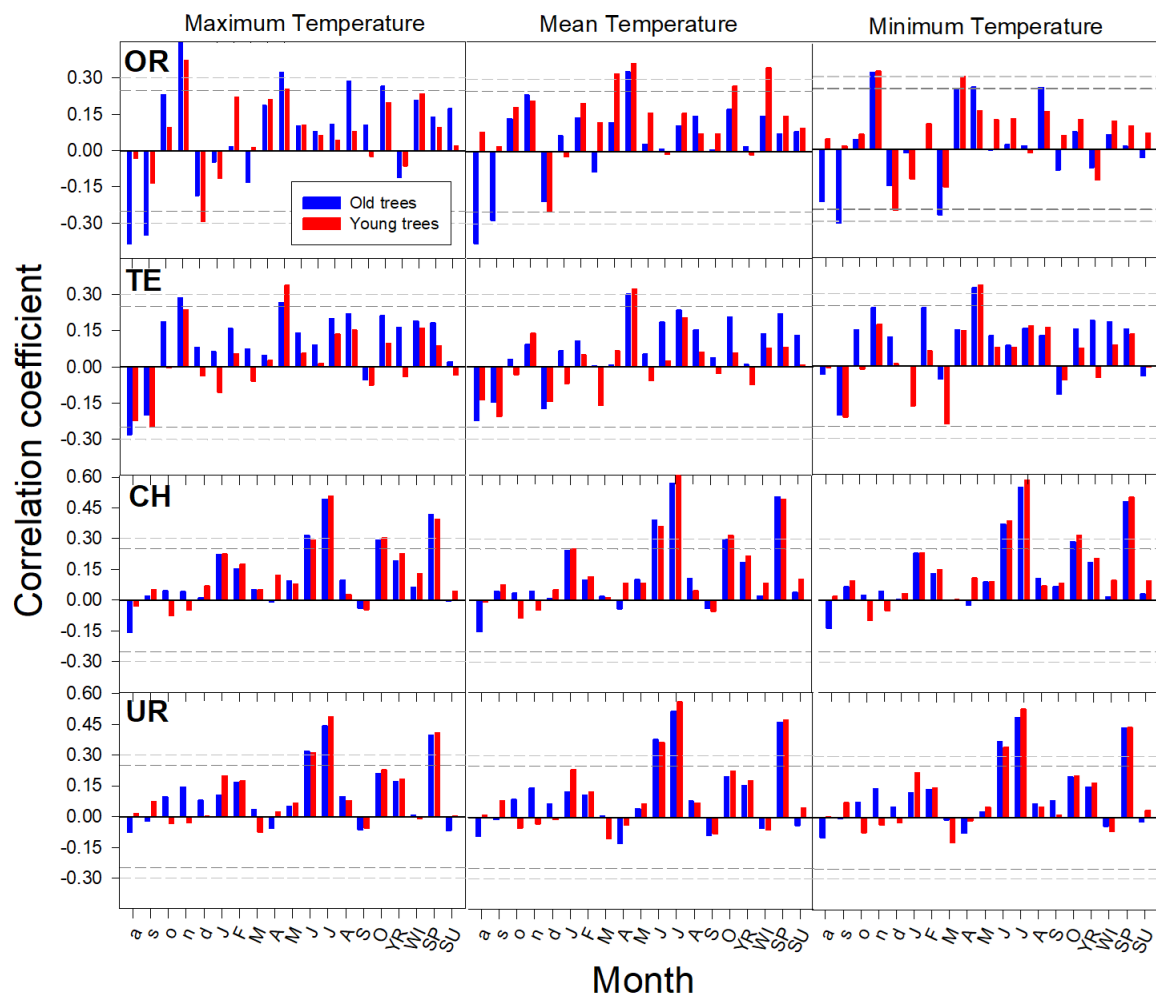 Maximum Temperature
Mean Temperature
Minimum Temperature
Correlation coefficient
OR
0.30
0.15
0.00
-0.15
-0.30
Old trees
Young trees
TE
0.30
0.15
0.00
-0.15
-0.30
CH
0.60
0.45
0.30
0.15
0.00
-0.15
-0.30
UR
0.60
0.45
0.30
0.15
0.00
-0.15
-0.30
a s o n d J F M A M J J A S O YR WI SP SU
a s o n d J F M A M J J A S O YR WI SP SU
a s o n d J F M A M J J A S O YR WI SP SU
Month